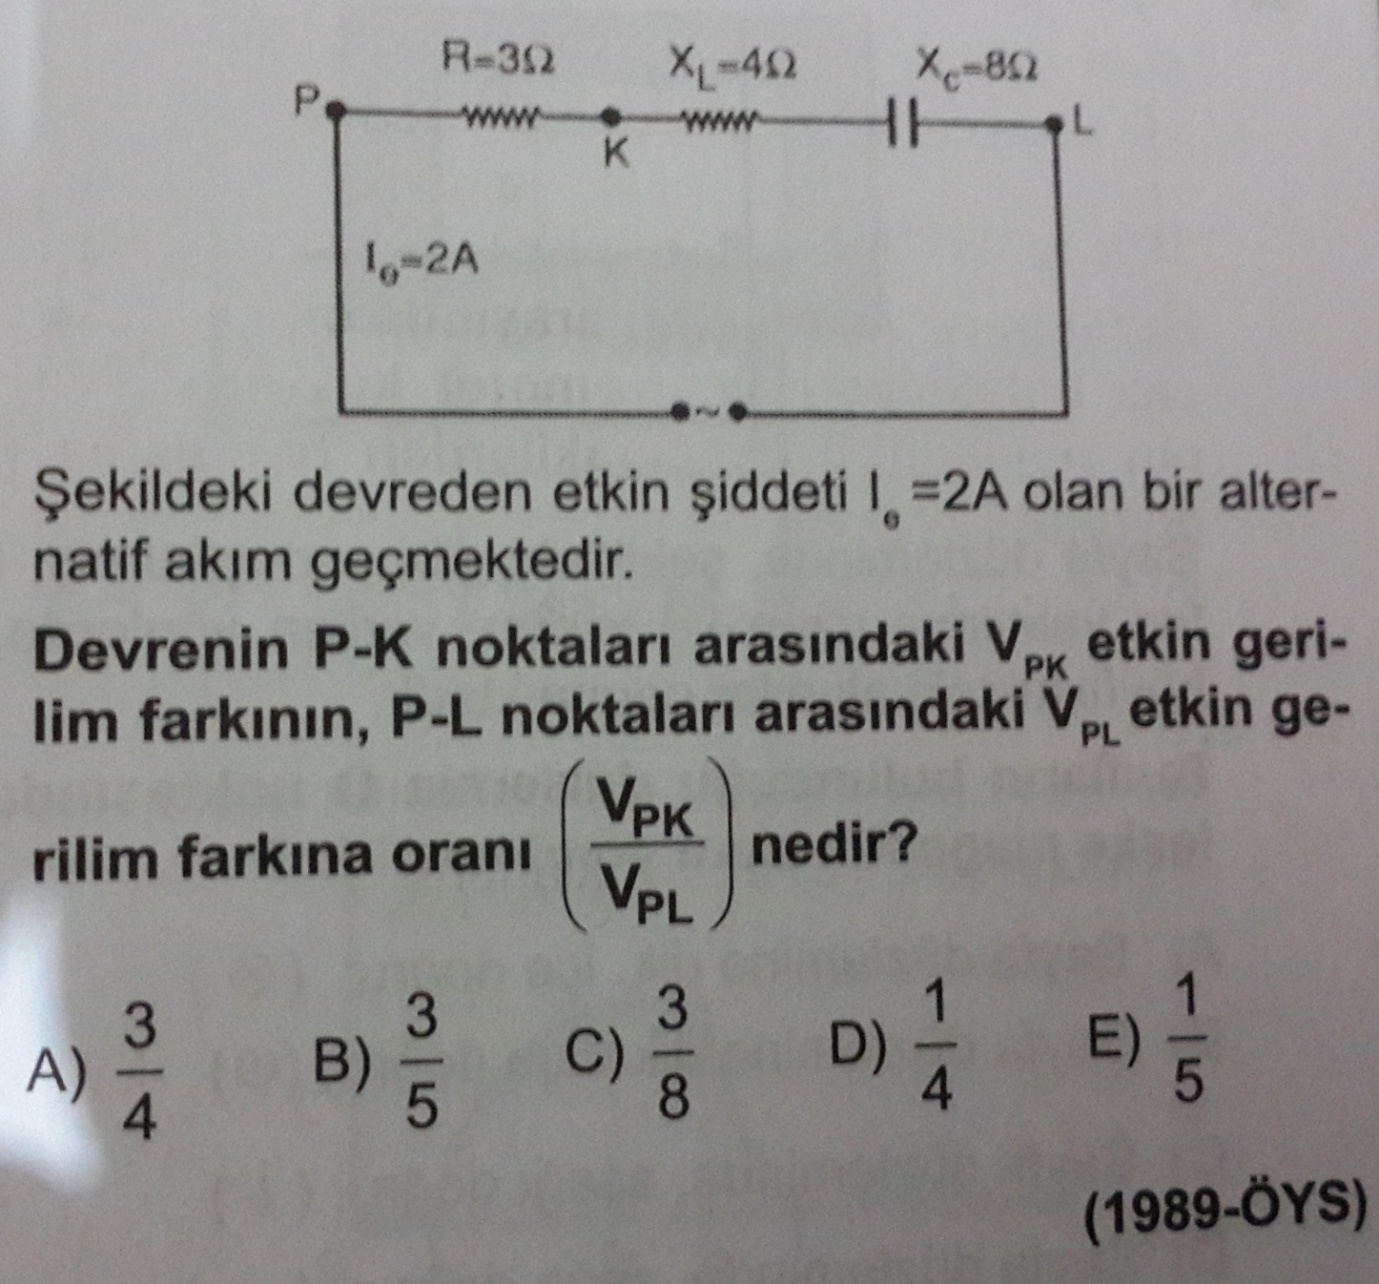 R=3Ω X_L=4Ω X_c=8Ω
P K L
I_e=2A
~
Şekildeki devreden etkin şiddeti I_e=2A olan bir alter-
natif akım geçmektedir.
Devrenin P-K noktaları arasındaki V_PK etkin geri-
lim farkının, P-L noktaları arasındaki V_PL etkin ge-
rilim farkına oranı (V_PK/V_PL) nedir?
A) 3/4 B) 3/5 C) 3/8 D) 1/4 E) 1/5
(1989-ÖYS)